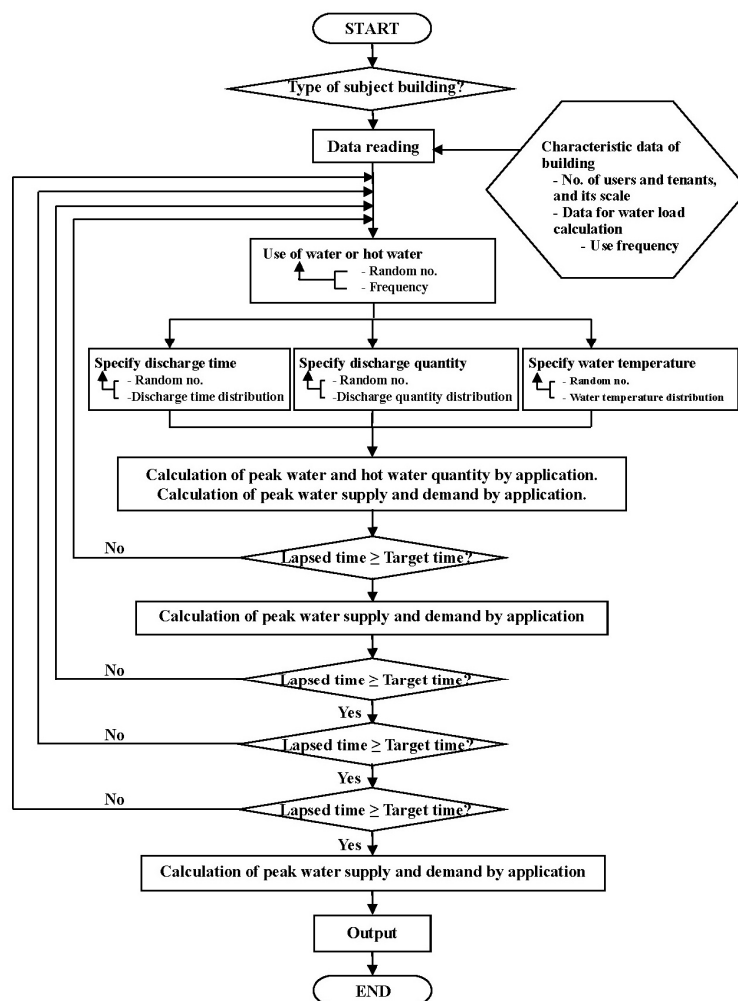 START
Type of subject building?
Data reading
Characteristic data of
building
- No. of users and tenants,
and its scale
- Data for water load
calculation
- Use frequency
Use of water or hot water
- Random no.
- Frequency
Specify discharge time
- Random no.
-Discharge time distribution
Specify discharge quantity
- Random no.
-Discharge quantity distribution
Specify water temperature
- Random no.
- Water temperature distribution
Calculation of peak water and hot water quantity by application.
Calculation of peak water supply and demand by application.
No
Lapsed time ≥ Target time?
Calculation of peak water supply and demand by application
No
Lapsed time ≥ Target time?
Yes
No
Lapsed time ≥ Target time?
Yes
No
Lapsed time ≥ Target time?
Yes
Calculation of peak water supply and demand by application
Output
END